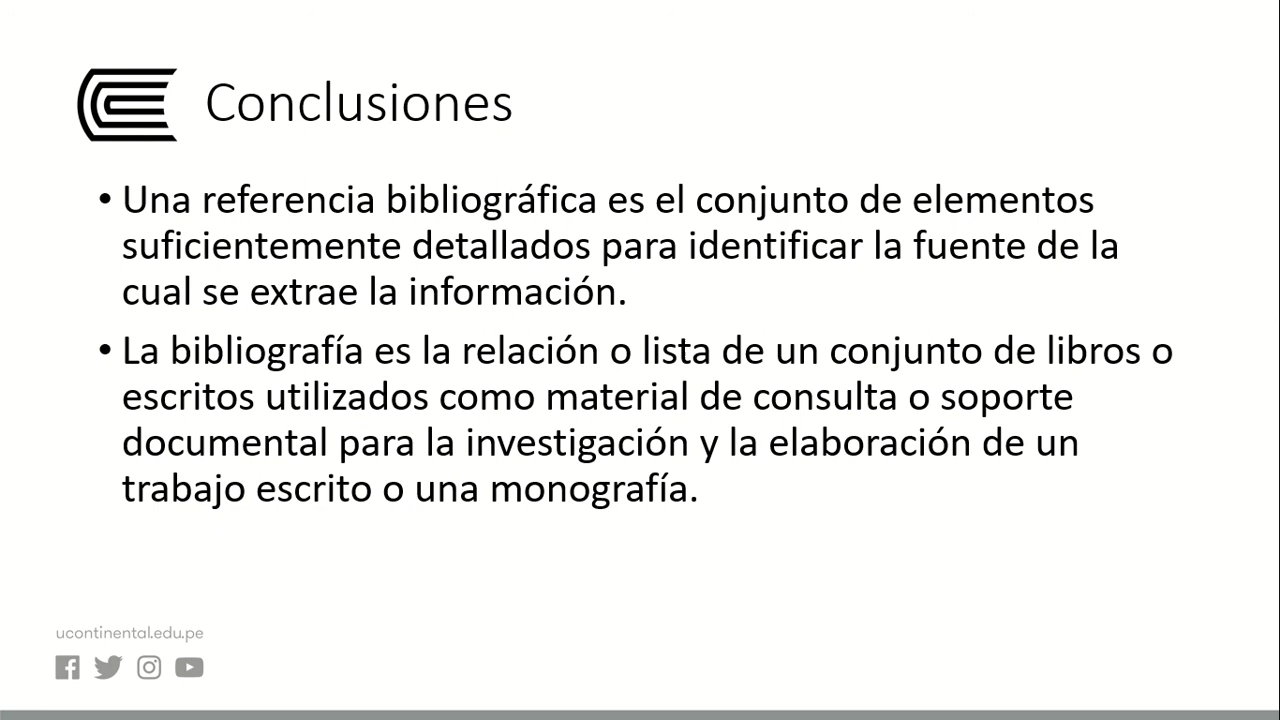 Conclusiones
• Una referencia bibliográfica es el conjunto de elementos
suficientemente detallados para identificar la fuente de la
cual se extrae la información.
• La bibliografía es la relación o lista de un conjunto de libros o
escritos utilizados como material de consulta o soporte
documental para la investigación y la elaboración de un
trabajo escrito o una monografía.
ucontinental.edu.pe